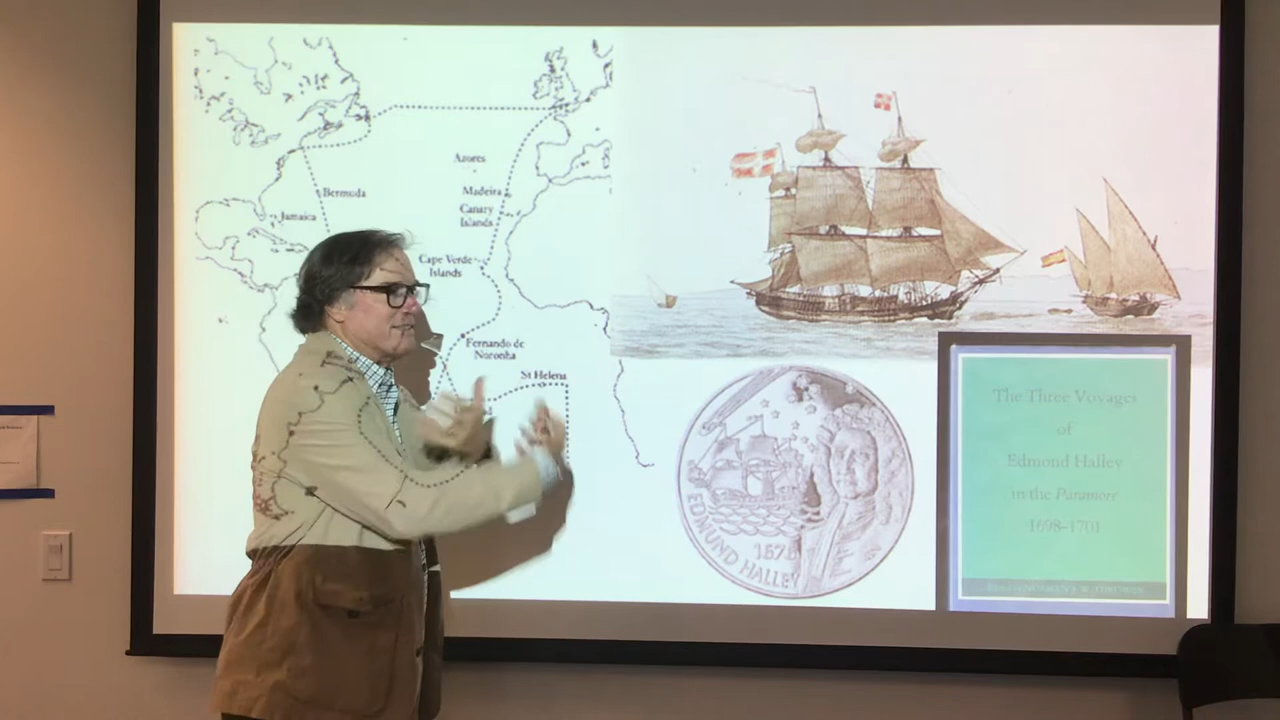 Azores
Madeira
Canary
Islands
Bermuda
Jamaica
Cape Verde
Islands
Fernando de
Noronha
St Helena
EDMUND HALLEY
The Three Voyages
of
Edmond Halley
in the Paramore
1698–1701